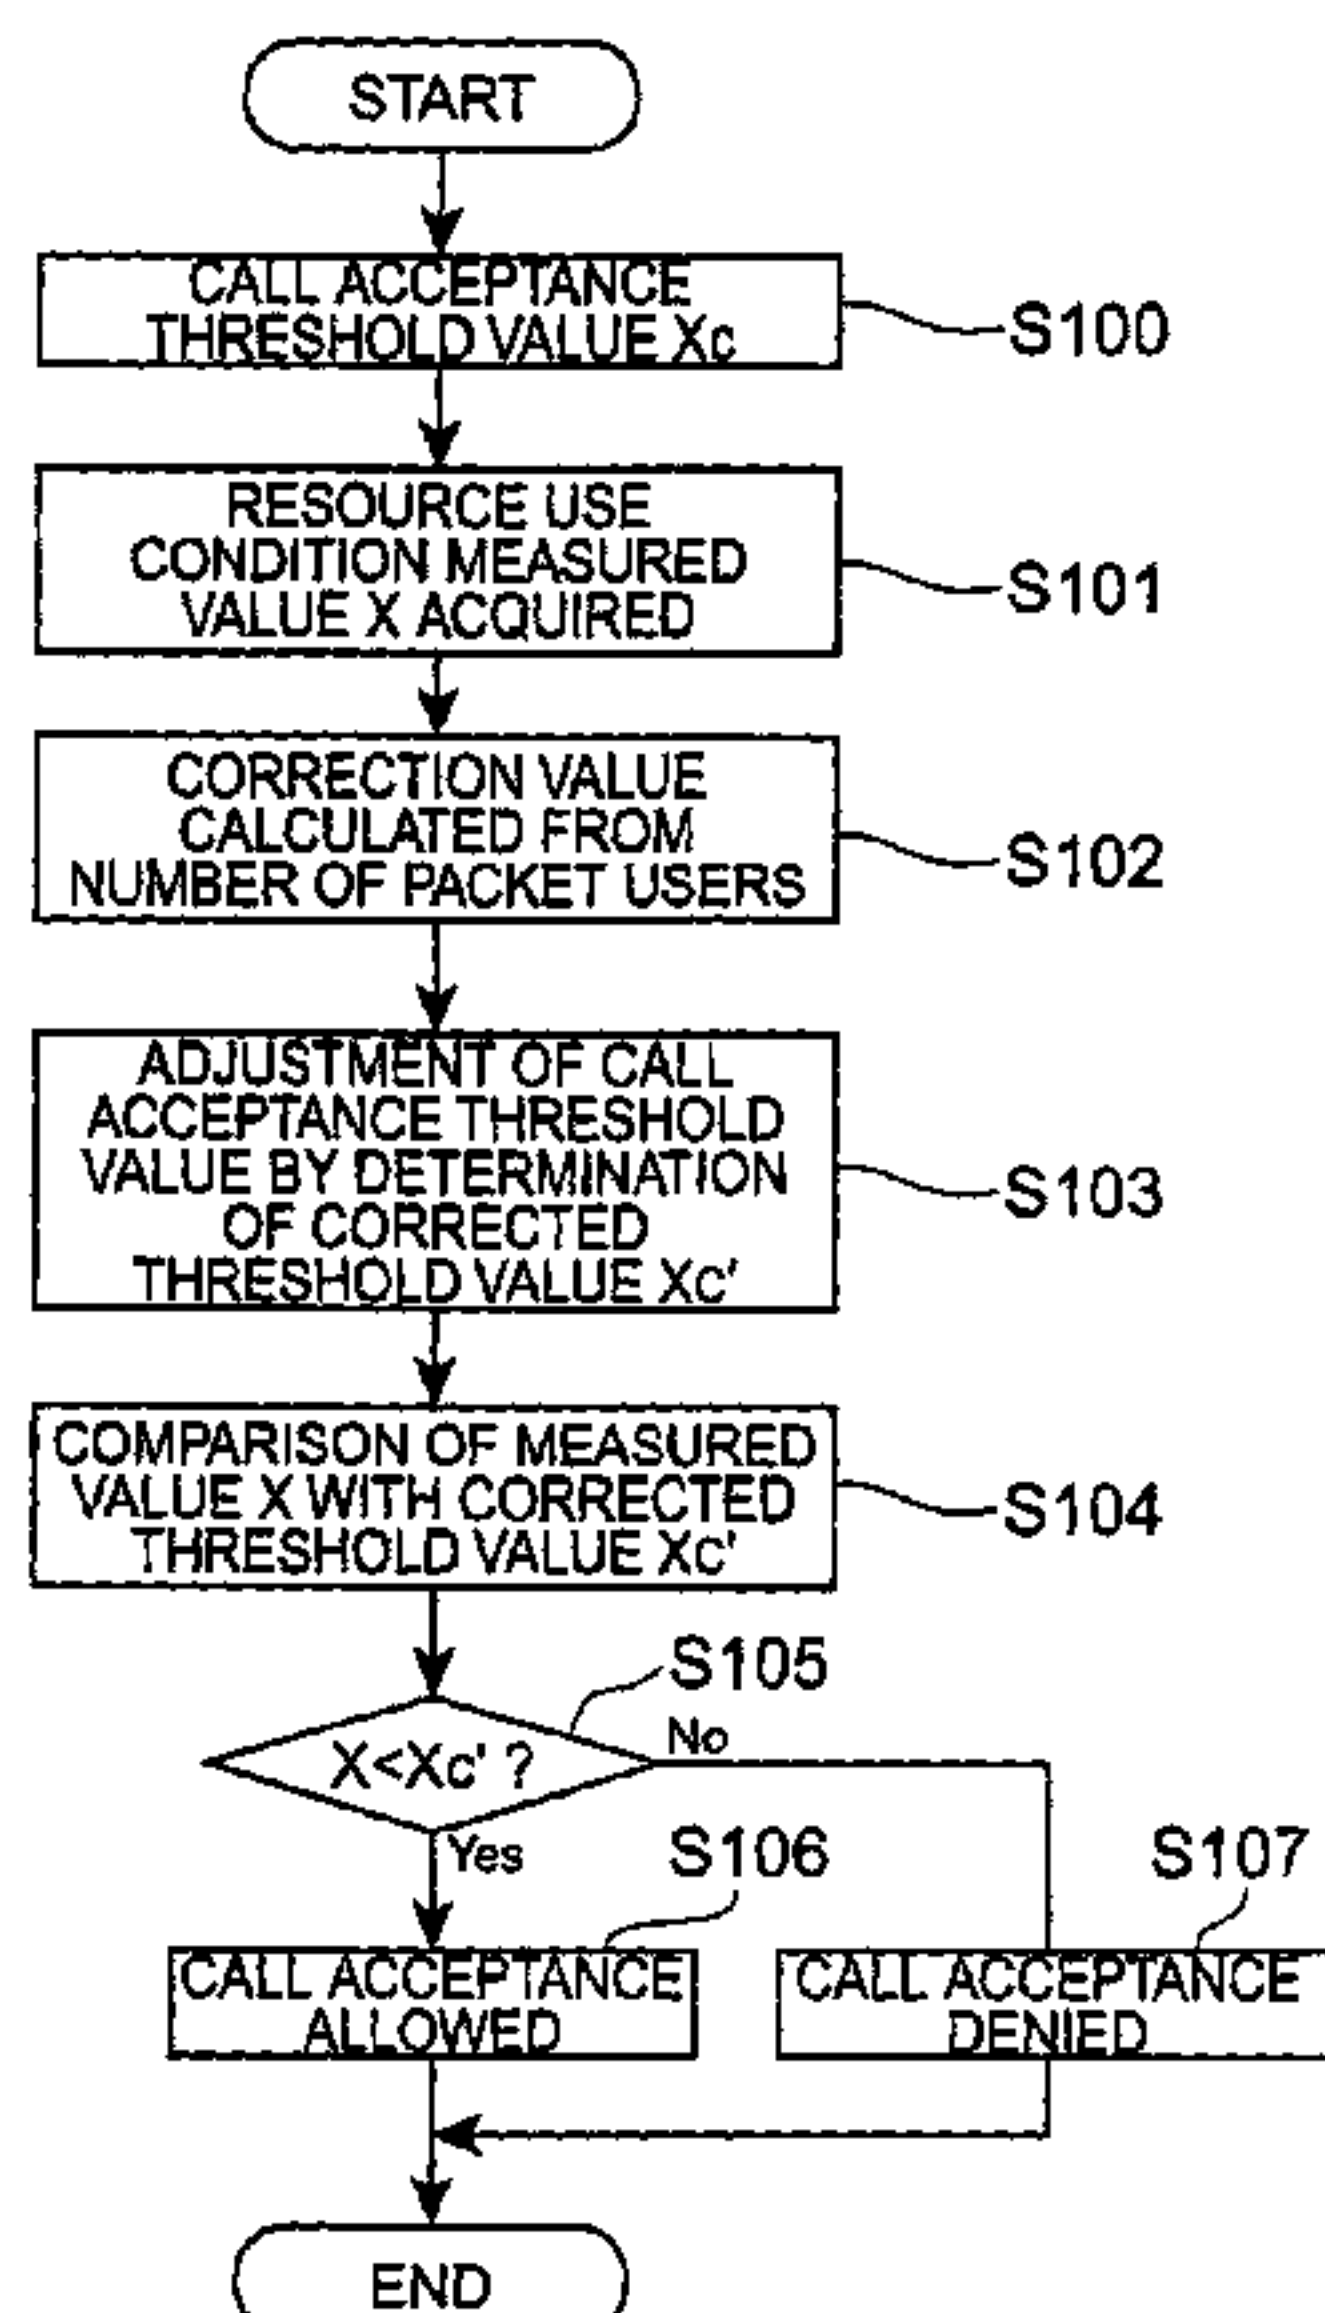 START
CALL ACCEPTANCE
THRESHOLD VALUE Xc
S100
RESOURCE USE
CONDITION MEASURED
VALUE X ACQUIRED
S101
CORRECTION VALUE
CALCULATED FROM
NUMBER OF PACKET USERS
S102
ADJUSTMENT OF CALL
ACCEPTANCE THRESHOLD
VALUE BY DETERMINATION
OF CORRECTED
THRESHOLD VALUE Xc'
S103
COMPARISON OF MEASURED
VALUE X WITH CORRECTED
THRESHOLD VALUE Xc'
S104
S105
X<Xc' ?
No
Yes
S106
S107
CALL ACCEPTANCE
ALLOWED
CALL ACCEPTANCE
DENIED
END